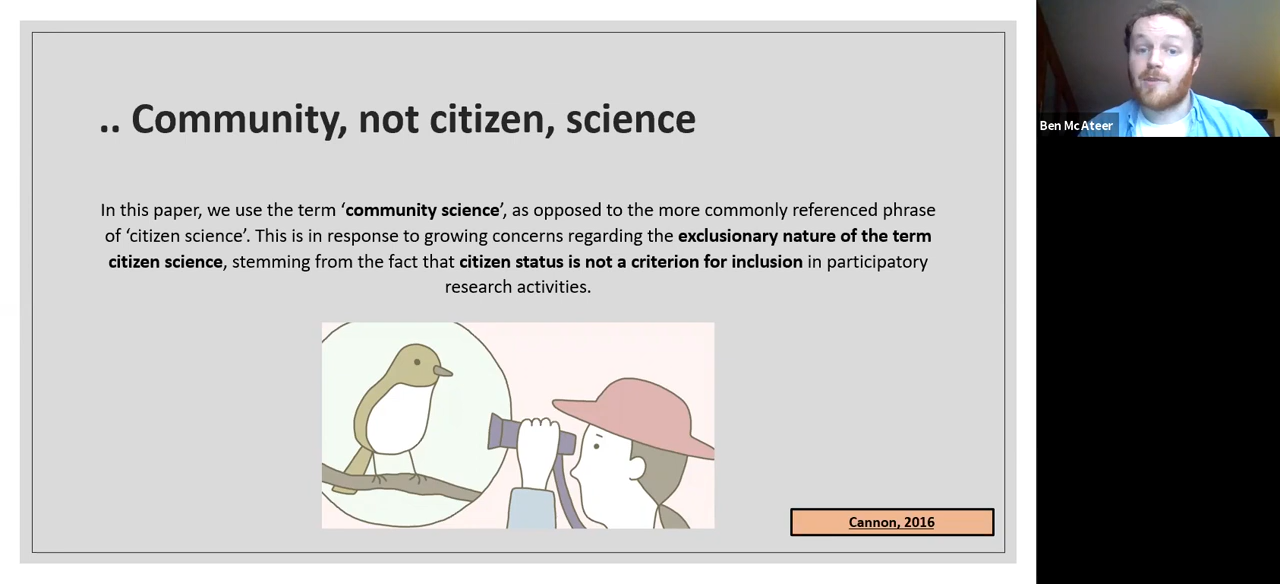 .. Community, not citizen, science
In this paper, we use the term ‘community science’, as opposed to the more commonly referenced phrase
of ‘citizen science’. This is in response to growing concerns regarding the exclusionary nature of the term
citizen science, stemming from the fact that citizen status is not a criterion for inclusion in participatory
research activities.
Cannon, 2016
Ben Mc Ateer